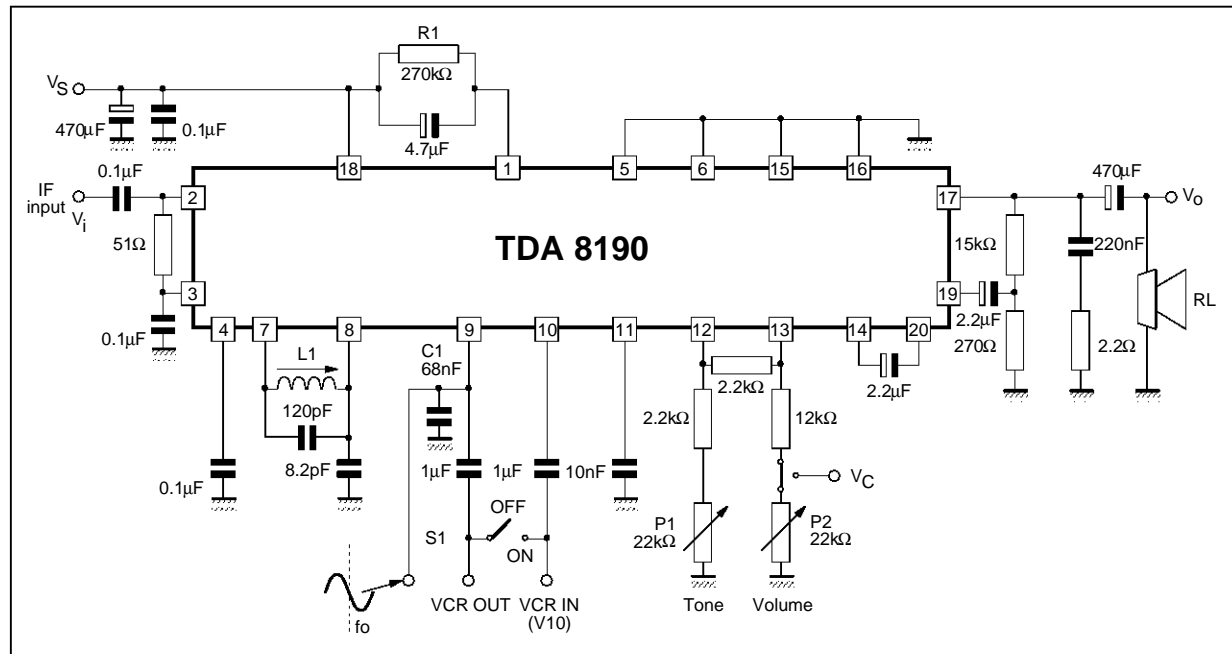 R1
270kΩ
4.7µF
VS
470µF
0.1µF
18
1
5
6
15
16
0.1µF
IF
input
Vi
2
51Ω
3
0.1µF
TDA 8190
17
470µF
Vo
15kΩ
220nF
RL
19
2.2µF
270Ω
2.2Ω
4
7
8
9
10
11
12
13
14
20
L1
C1
68nF
120pF
8.2pF
0.1µF
1µF
1µF
10nF
2.2kΩ
2.2kΩ
12kΩ
2.2µF
VC
OFF
S1
ON
P1
22kΩ
P2
22kΩ
fo
VCR OUT
VCR IN
(V10)
Tone
Volume